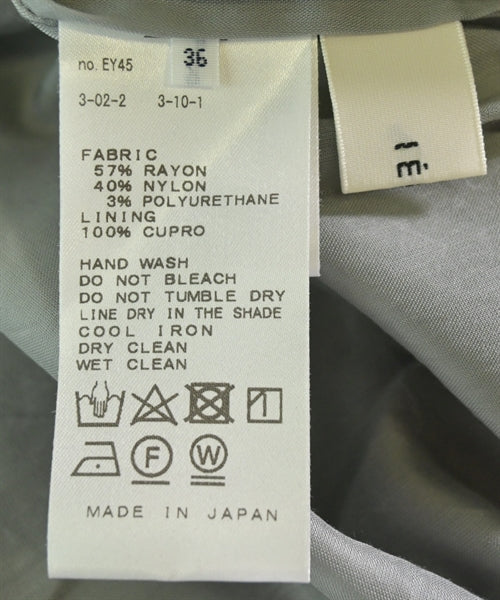 36
no. EY45
3-02-2 3-10-1
FABRIC
57% RAYON
40% NYLON
3% POLYURETHANE
LINING
100% CUPRO
HAND WASH
DO NOT BLEACH
DO NOT TUMBLE DRY
LINE DRY IN THE SHADE
COOL IRON
DRY CLEAN
WET CLEAN
F W
MADE IN JAPAN